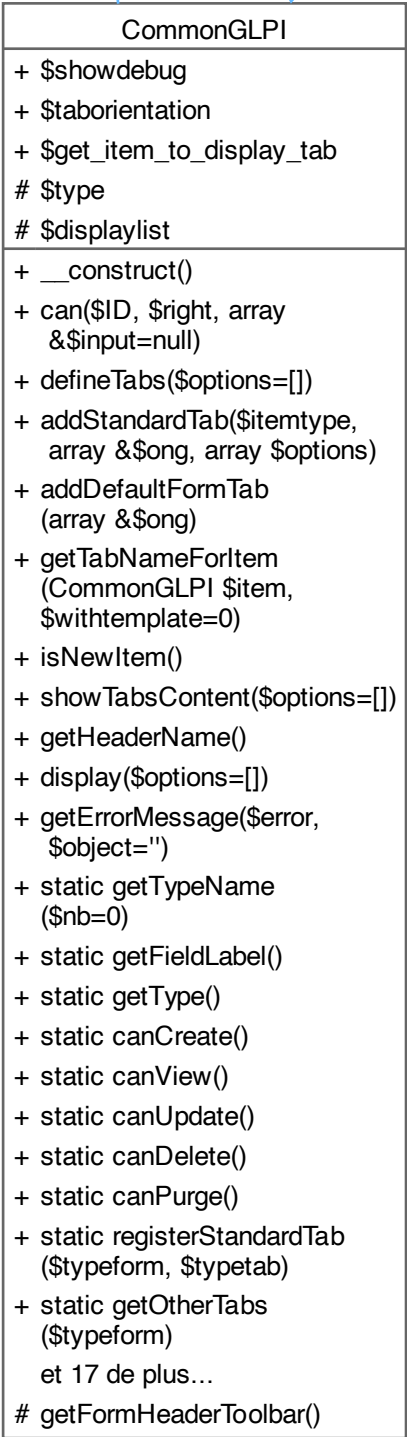 CommonGLPI
+ $showdebug
+ $taborientation
+ $get_item_to_display_tab
# $type
# $displaylist
+ __construct()
+ can($ID, $right, array
&$input=null)
+ defineTabs($options=[])
+ addStandardTab($itemtype,
array &$ong, array $options)
+ addDefaultFormTab
(array &$ong)
+ getTabNameForItem
(CommonGLPI $item,
$withtemplate=0)
+ isNewItem()
+ showTabsContent($options=[])
+ getHeaderName()
+ display($options=[])
+ getErrorMessage($error,
$object='')
+ static getTypeName
($nb=0)
+ static getFieldLabel()
+ static getType()
+ static canCreate()
+ static canView()
+ static canUpdate()
+ static canDelete()
+ static canPurge()
+ static registerStandardTab
($typeform, $typetab)
+ static getOtherTabs
($typeform)
et 17 de plus...
# getFormHeaderToolbar()